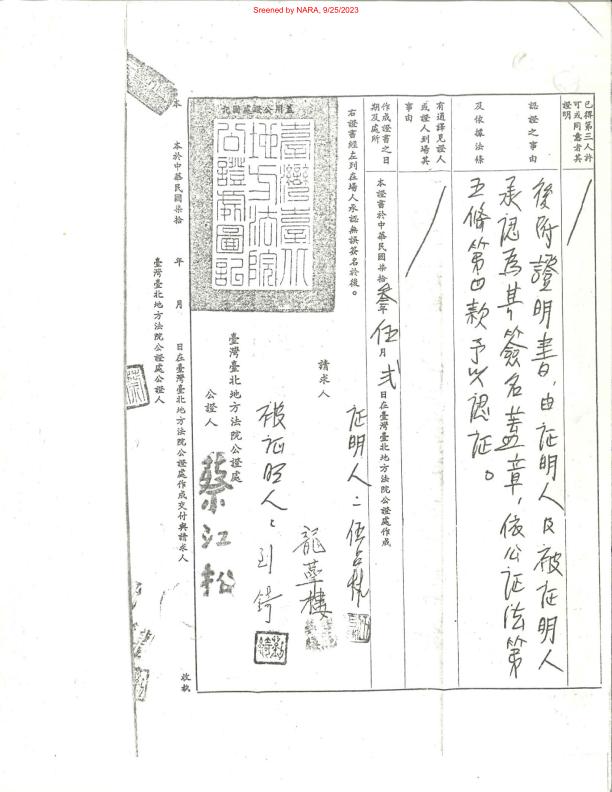 Sreened by NARA, 9/25/2023
已得第三人許
可或同意者其
證明
認證之事由
及依據法條
後附證明書,由証明人及被証明人
承認為其簽名蓋章,依公証法第
五條第四款予以認証。
有通譯見證人
或證人到場其
事由
作成證書之日
期及處所
本證書於中華民國柒拾叁年伍月弍日在臺灣臺北地方法院公證處作成
右證書經左列在場人承認無誤簽名於後。
請求人
証明人:
龍華樓
被証明人:劉錡
臺灣臺北地方法院公證處
公證人 蔡江松
蓋用公證處圖記
臺灣臺北
地方法院
公證處圖記
本於中華民國柒拾 年 月 日在臺灣臺北地方法院公證處作成交付與請求人
臺灣臺北地方法院公證處公證人
收執
本